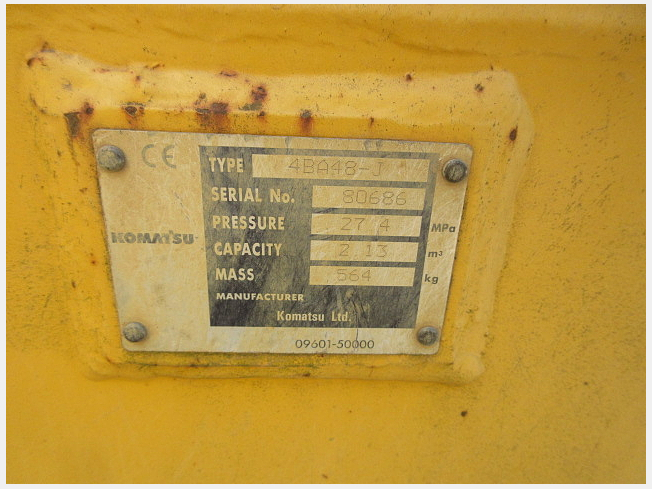 CE
TYPE 4BA48-J
SERIAL No. 80686
PRESSURE 27.4 MPa
KOMATSU
CAPACITY 2.13 m³
MASS 564 kg
MANUFACTURER
Komatsu Ltd.
09601-50000